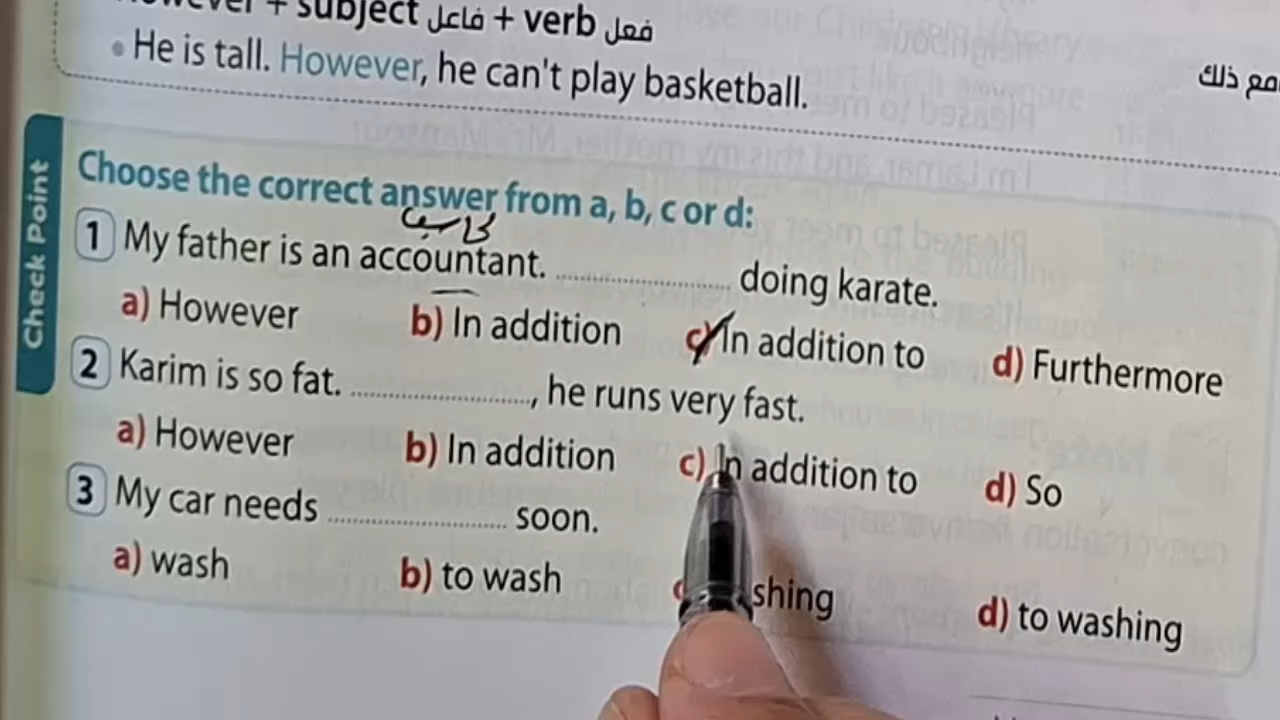 + subject فاعل + verb فعل
• He is tall. However, he can't play basketball.
مع ذلك
Check Point
Choose the correct answer from a, b, c or d:
1 My father is an accountant. .................... doing karate.
a) However b) In addition c) In addition to d) Furthermore
2 Karim is so fat. ...................., he runs very fast.
a) However b) In addition c) In addition to d) So
3 My car needs .................... soon.
a) wash b) to wash shing d) to washing